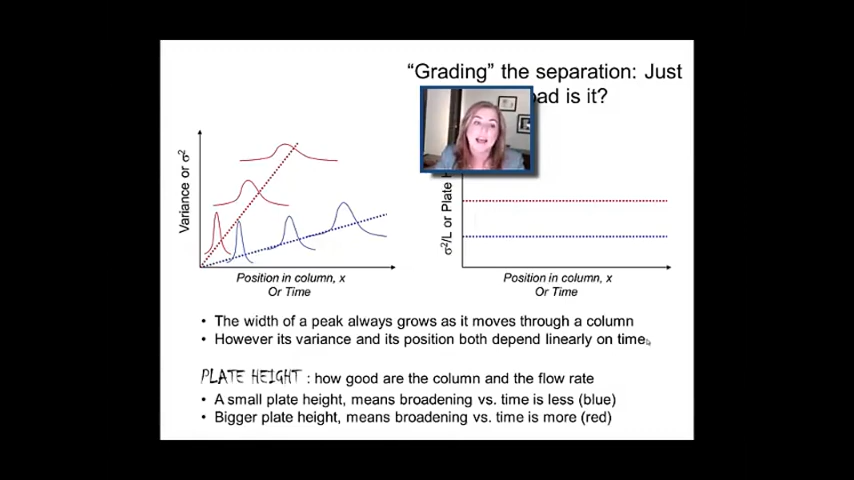 “Grading” the separation: Just
bad is it?
Variance or σ²
Position in column, x
Or Time
σ²/L or Plate H
Position in column, x
Or Time
• The width of a peak always grows as it moves through a column
• However its variance and its position both depend linearly on time
PLATE HEIGHT : how good are the column and the flow rate
• A small plate height, means broadening vs. time is less (blue)
• Bigger plate height, means broadening vs. time is more (red)